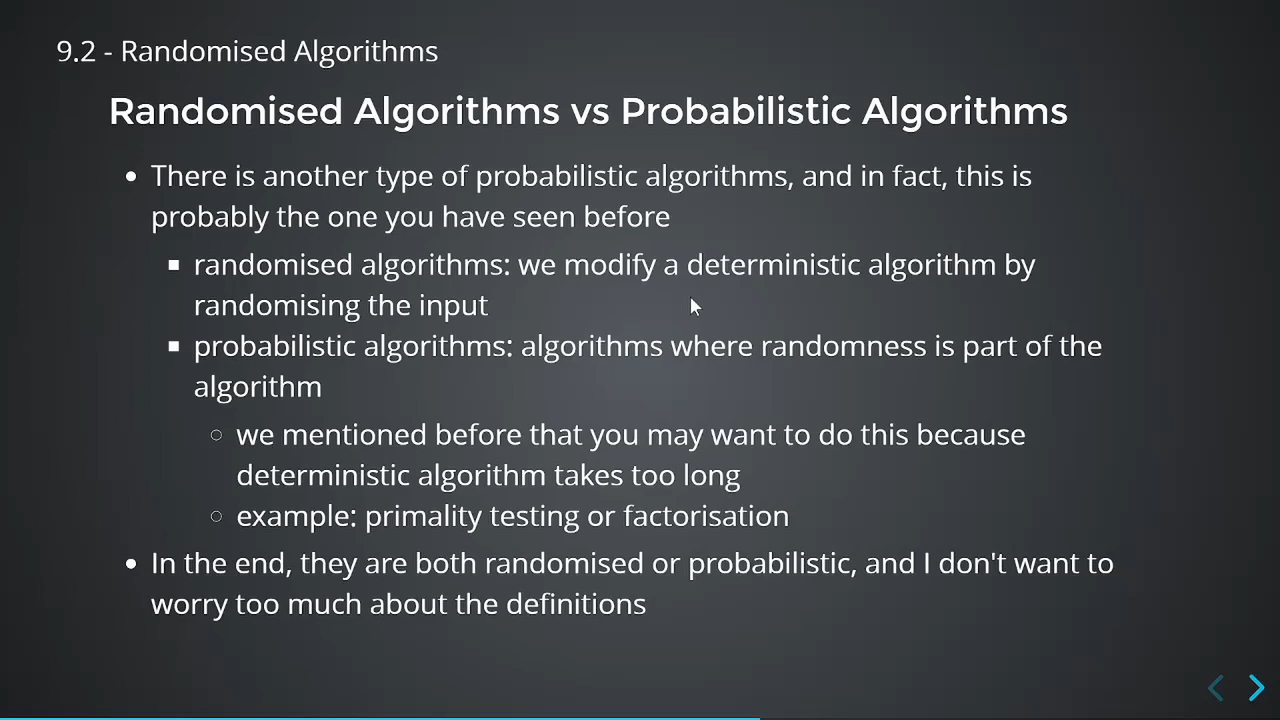 9.2 - Randomised Algorithms
Randomised Algorithms vs Probabilistic Algorithms
There is another type of probabilistic algorithms, and in fact, this is
probably the one you have seen before
randomised algorithms: we modify a deterministic algorithm by
randomising the input
probabilistic algorithms: algorithms where randomness is part of the
algorithm
we mentioned before that you may want to do this because
deterministic algorithm takes too long
example: primality testing or factorisation
In the end, they are both randomised or probabilistic, and I don't want to
worry too much about the definitions